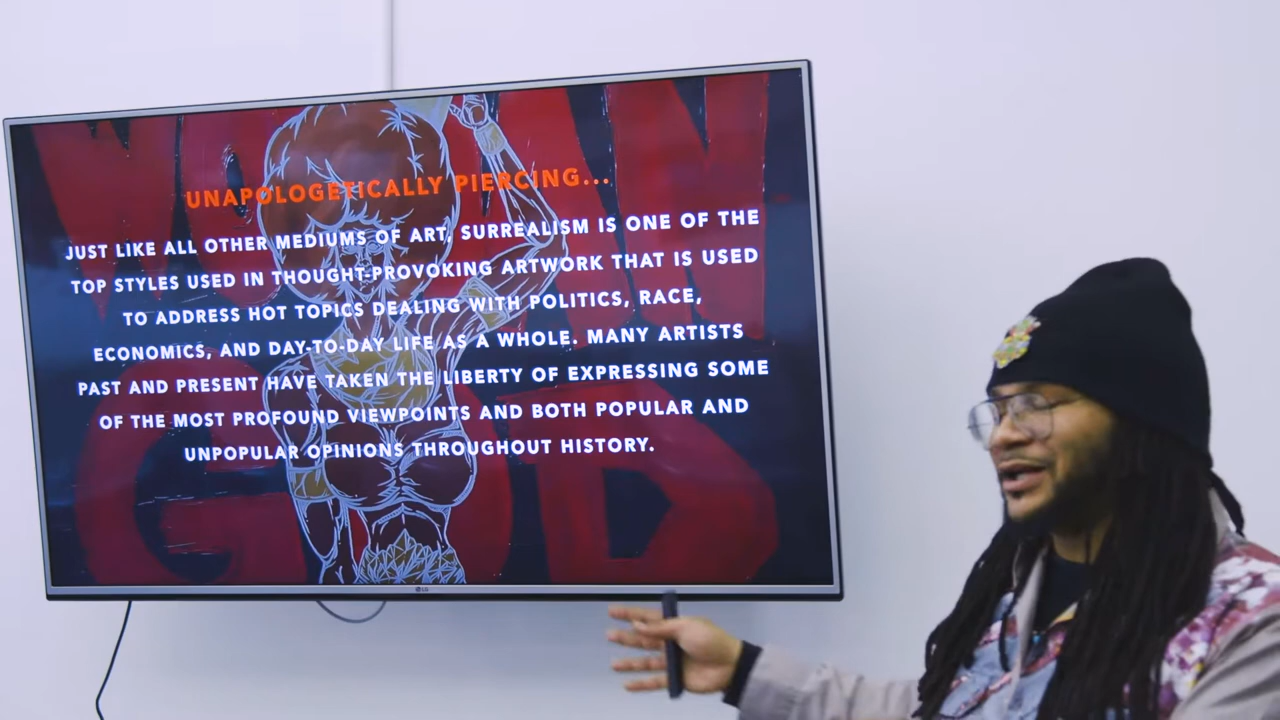 WOMAN
UNAPOLOGETICALLY PIERCING...
JUST LIKE ALL OTHER MEDIUMS OF ART, SURREALISM IS ONE OF THE
TOP STYLES USED IN THOUGHT-PROVOKING ARTWORK THAT IS USED
TO ADDRESS HOT TOPICS DEALING WITH POLITICS, RACE,
ECONOMICS, AND DAY-TO-DAY LIFE AS A WHOLE. MANY ARTISTS
PAST AND PRESENT HAVE TAKEN THE LIBERTY OF EXPRESSING SOME
OF THE MOST PROFOUND VIEWPOINTS AND BOTH POPULAR AND
UNPOPULAR OPINIONS THROUGHOUT HISTORY.
GOD
LG